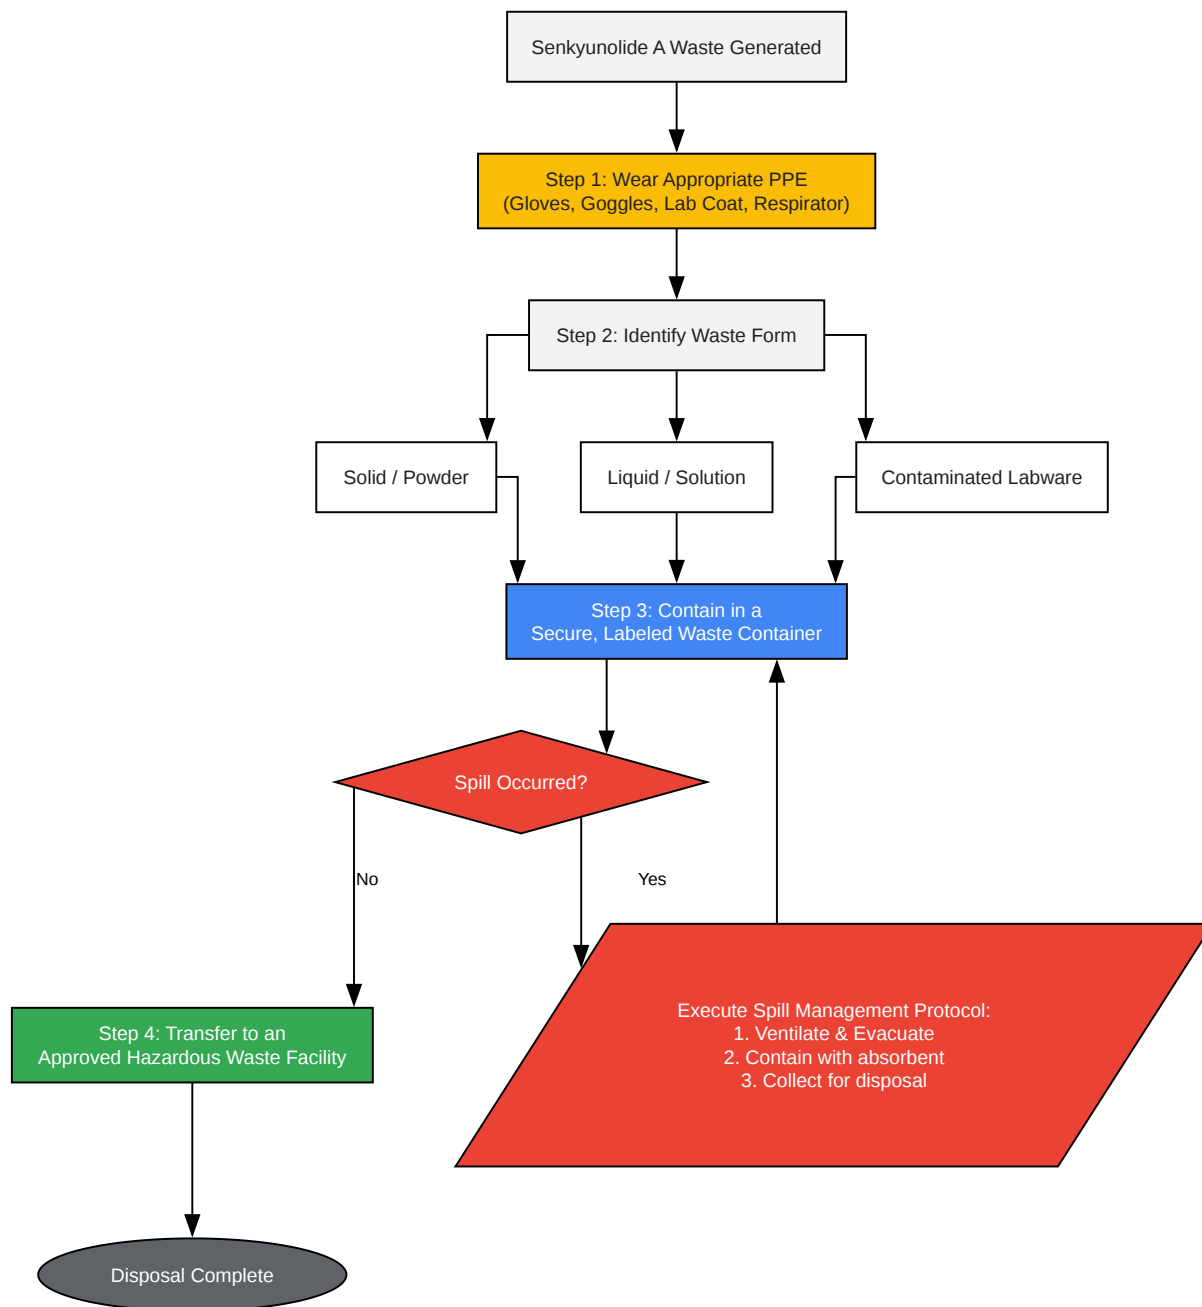 Senkyunolide A Waste Generated
Step 1: Wear Appropriate PPE
(Gloves, Goggles, Lab Coat, Respirator)
Step 2: Identify Waste Form
Solid / Powder
Liquid / Solution
Contaminated Labware
Step 3: Contain in a
Secure, Labeled Waste Container
Spill Occurred?
No
Yes
Execute Spill Management Protocol:
1. Ventilate & Evacuate
2. Contain with absorbent
3. Collect for disposal
Step 4: Transfer to an
Approved Hazardous Waste Facility
Disposal Complete